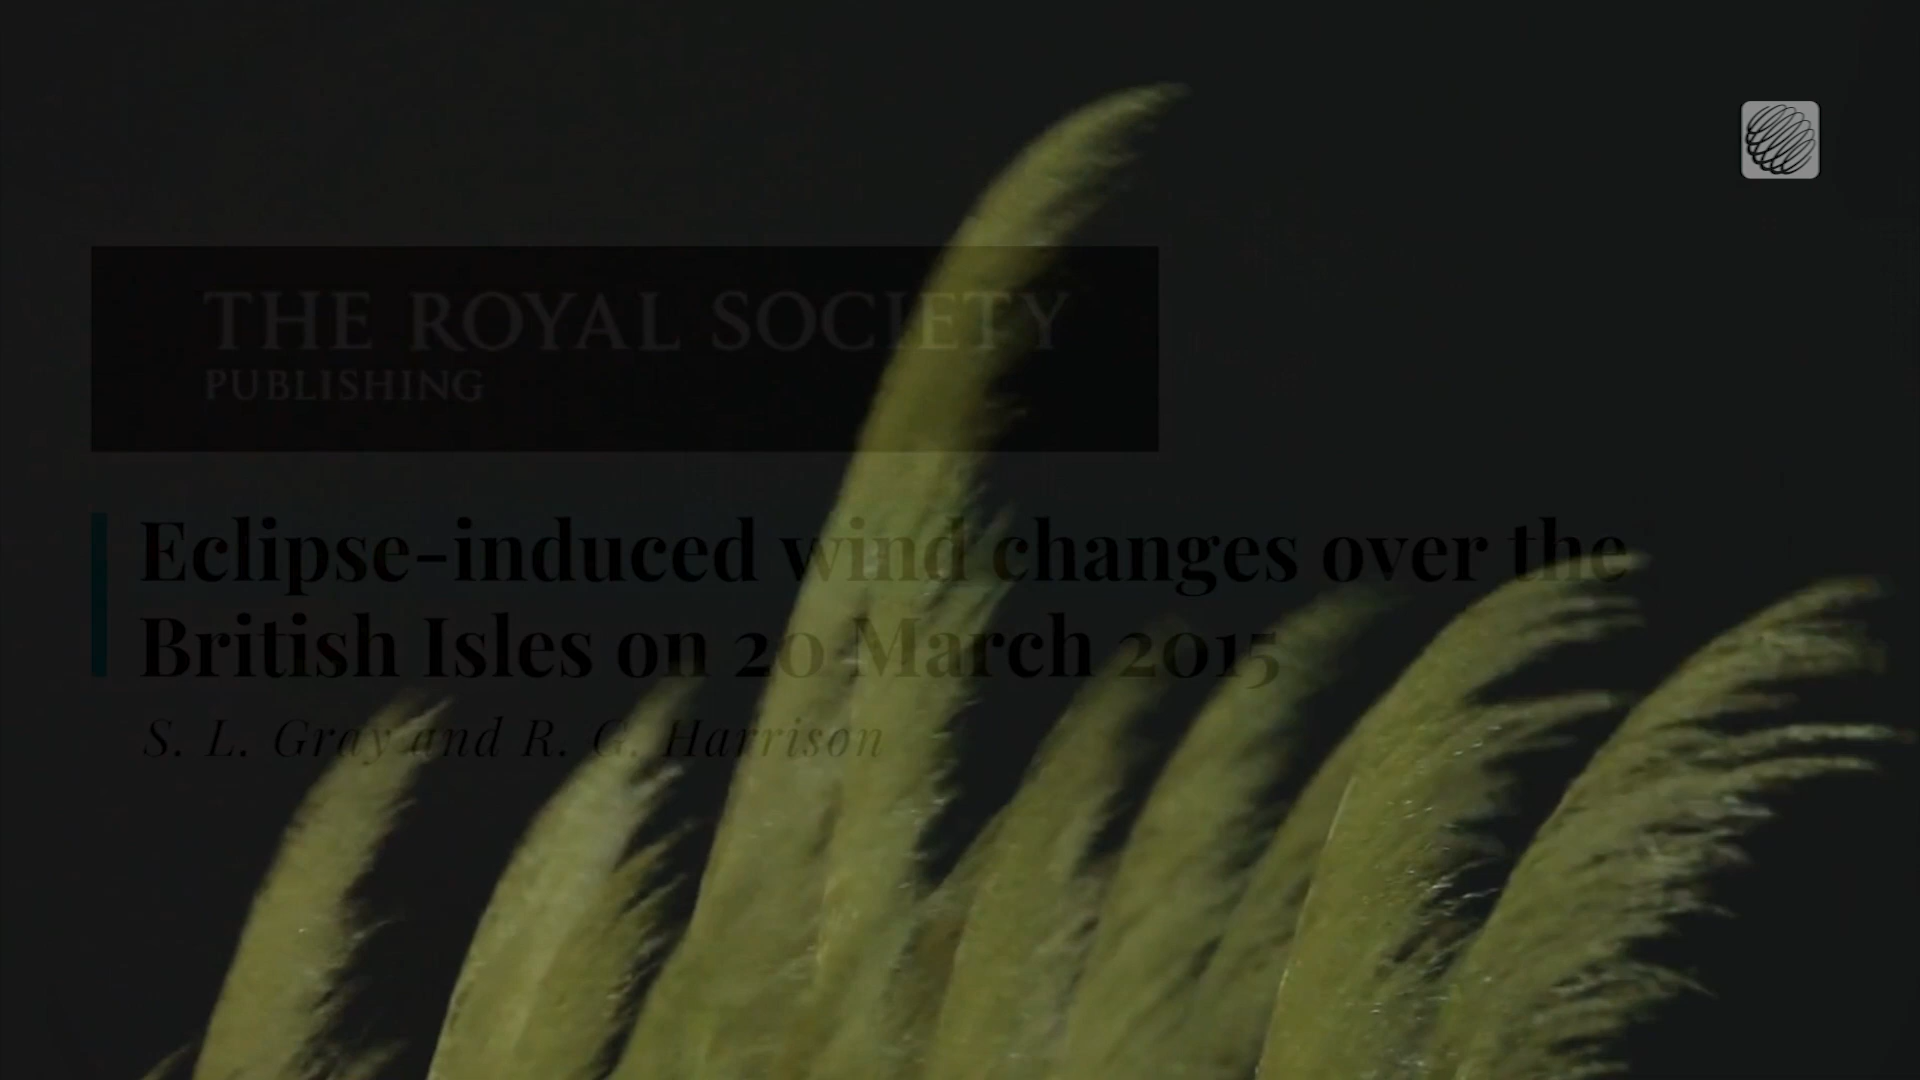 THE ROYAL SOCIETY
PUBLISHING
Eclipse-induced wind changes over the
British Isles on 20 March 2015
S. L. Gray and R. G. Harrison